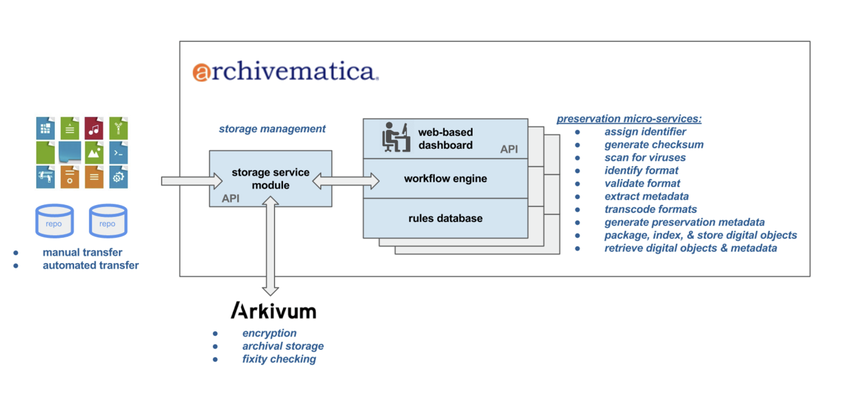 archivematica®
storage management
storage service
module
API
web-based
dashboard
API
workflow engine
rules database
preservation micro-services:
● assign identifier
● generate checksum
● scan for viruses
● identify format
● validate format
● extract metadata
● transcode formats
● generate preservation metadata
● package, index, & store digital objects
● retrieve digital objects & metadata
repo
repo
● manual transfer
● automated transfer
Arkivum
● encryption
● archival storage
● fixity checking